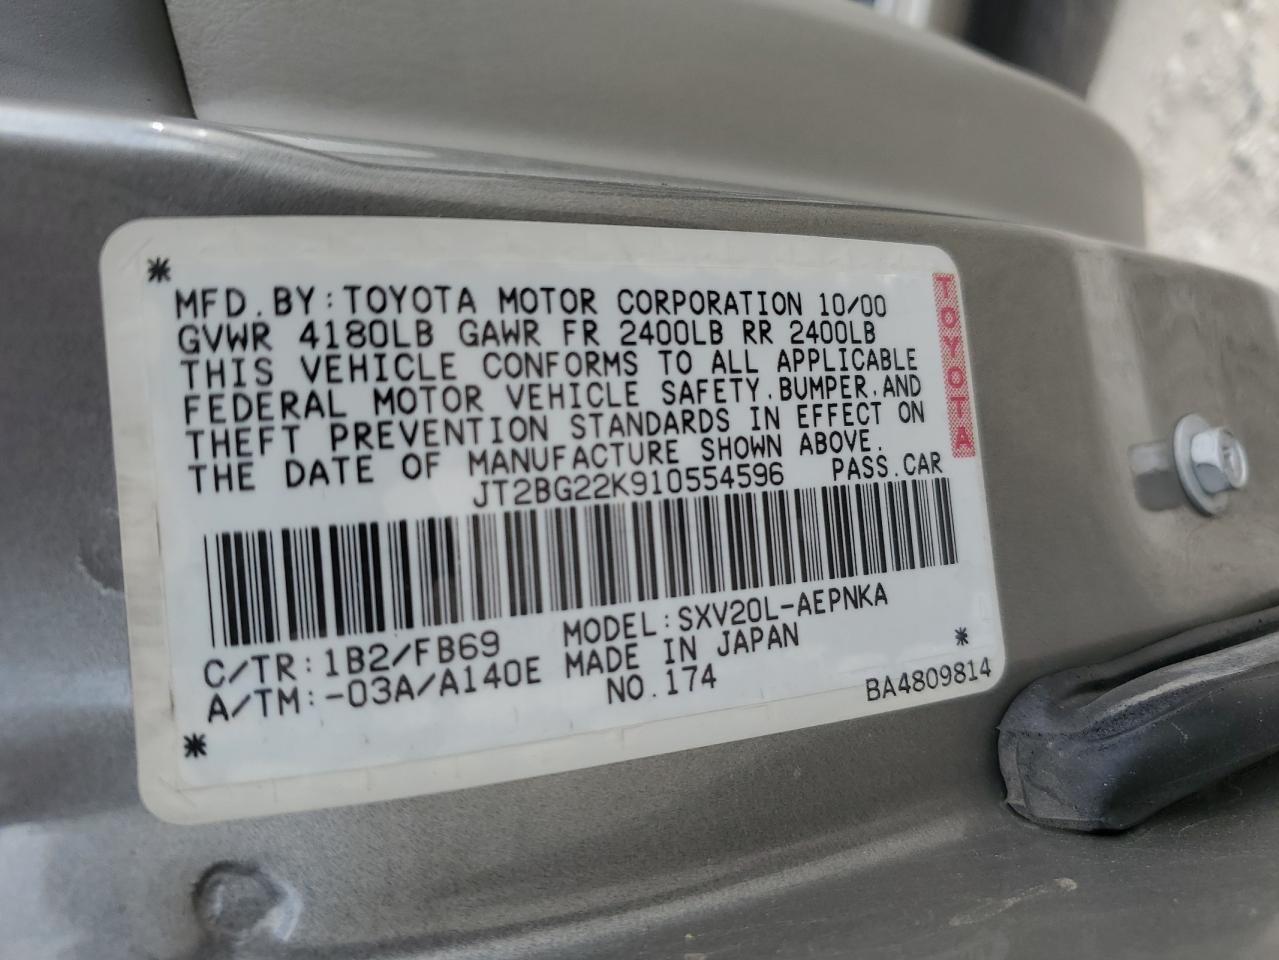 MFD. BY: TOYOTA MOTOR CORPORATION 10/00
GVWR 4180LB GAWR FR 2400LB RR 2400LB
THIS VEHICLE CONFORMS TO ALL APPLICABLE
FEDERAL MOTOR VEHICLE SAFETY, BUMPER, AND
THEFT PREVENTION STANDARDS IN EFFECT ON
THE DATE OF MANUFACTURE SHOWN ABOVE.
JT2BG22K910554596 PASS. CAR
C/TR: 1B2/FB69 MODEL: SXV20L-AEPNKA
A/TM: -03A/A140E MADE IN JAPAN
NO. 174
BA4809814
TOYOTA